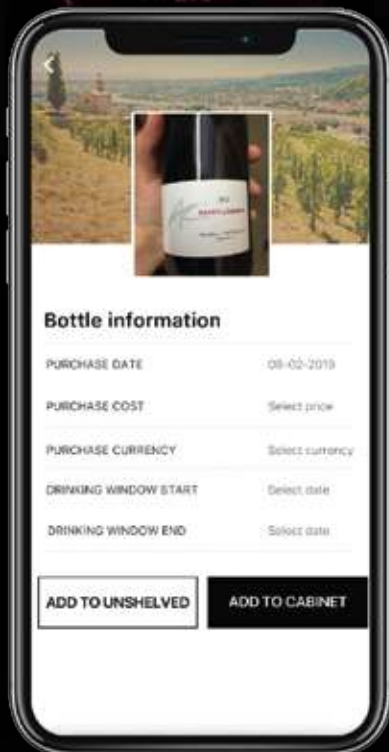 Bottle information
PURCHASE DATE 08-02-2019
PURCHASE COST Select price
PURCHASE CURRENCY Select currency
DRINKING WINDOW START Select date
DRINKING WINDOW END Select date
ADD TO UNSHELVED ADD TO CABINET